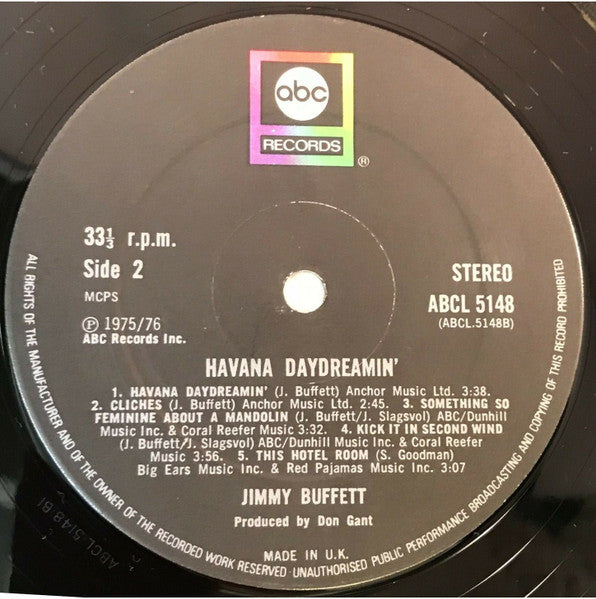 abc
RECORDS
®
33⅓ r.p.m.
Side 2
MCPS
℗ 1975/76
ABC Records Inc.
STEREO
ABCL 5148
(ABCL.5148B)
HAVANA DAYDREAMIN'
1. HAVANA DAYDREAMIN' (J. Buffett) Anchor Music Ltd. 3:38.
2. CLICHES (J. Buffett) Anchor Music Ltd. 2:45. 3. SOMETHING SO
FEMININE ABOUT A MANDOLIN (J. Buffett/J. Slagsvol) ABC/Dunhill
Music Inc. & Coral Reefer Music 3:32. 4. KICK IT IN SECOND WIND
(J. Buffett/J. Slagsvol) ABC/Dunhill Music Inc. & Coral Reefer
Music 3:56. 5. THIS HOTEL ROOM (S. Goodman)
Big Ears Music Inc. & Red Pajamas Music Inc. 3:07
JIMMY BUFFETT
Produced by Don Gant
MADE IN U.K.
ALL RIGHTS OF THE MANUFACTURER AND OF THE OWNER OF THE RECORDED WORK RESERVED·UNAUTHORISED PUBLIC PERFORMANCE BROADCASTING AND COPYING OF THIS RECORD PROHIBITED
ABCL 5148 B1